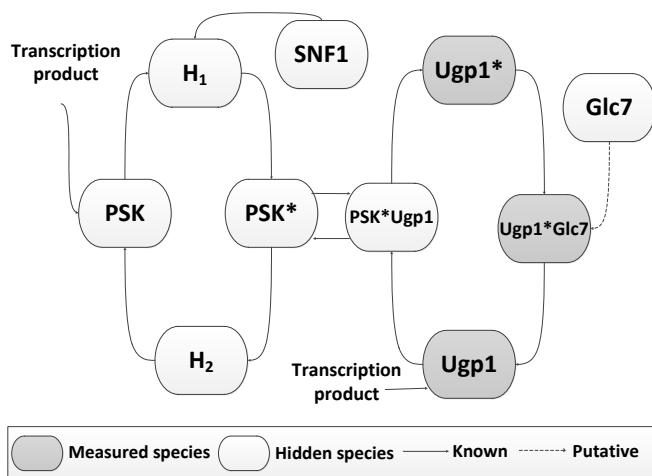 Transcription
product
H₁
SNF1
Ugp1*
Glc7
PSK
PSK*
PSK*Ugp1
Ugp1*Glc7
H₂
Transcription
product
Ugp1
Measured species
Hidden species
Known
Putative